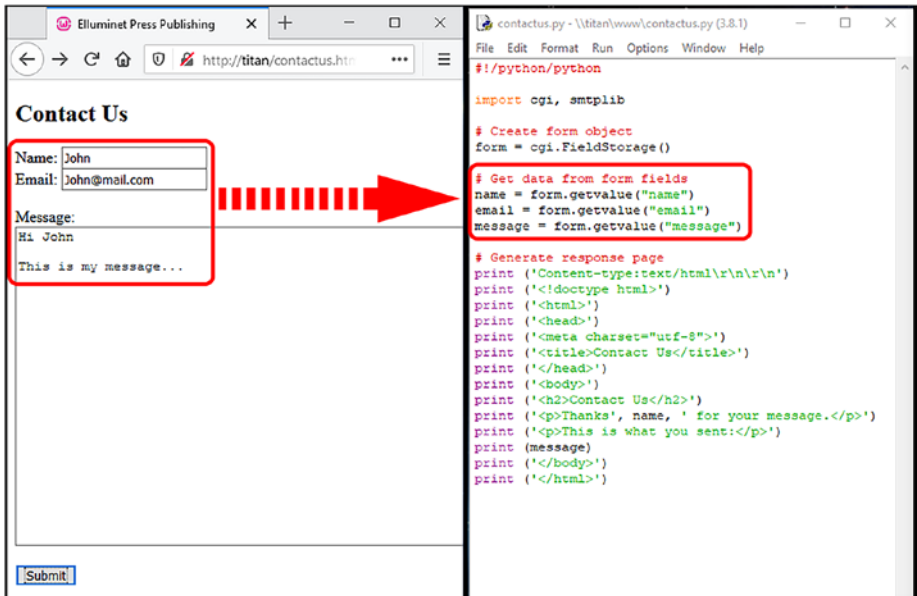 Elluminet Press Publishing
http://titan/contactus.htm
Contact Us
Name: John
Email: John@mail.com
Message:
Hi John
This is my message...
Submit
contactus.py - \\titan\www\contactus.py (3.8.1)
File Edit Format Run Options Window Help
#!/python/python
import cgi, smtplib
# Create form object
form = cgi.FieldStorage()
# Get data from form fields
name = form.getvalue("name")
email = form.getvalue("email")
message = form.getvalue("message")
# Generate response page
print ('Content-type:text/html\r\n\r\n')
print ('<!doctype html>')
print ('<html>')
print ('<head>')
print ('<meta charset="utf-8">')
print ('<title>Contact Us</title>')
print ('</head>')
print ('<body>')
print ('<h2>Contact Us</h2>')
print ('<p>Thanks', name, ' for your message.</p>')
print ('<p>This is what you sent:</p>')
print (message)
print ('</body>')
print ('</html>')